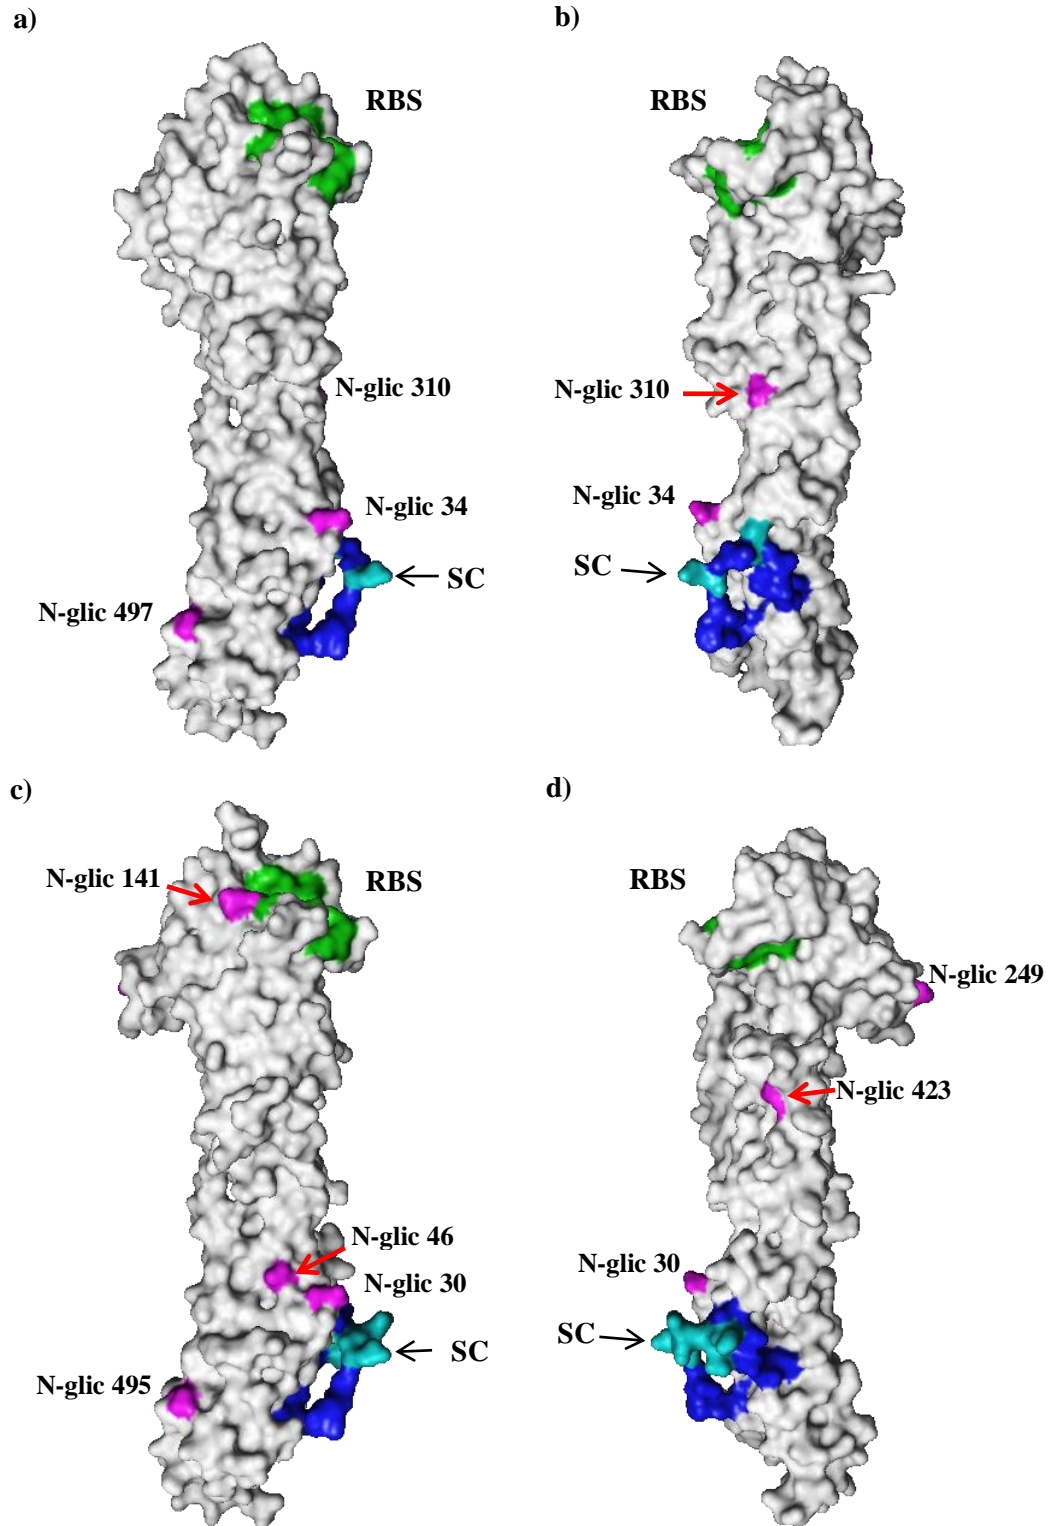 a)
b)
RBS
RBS
N-glic 310
N-glic 310
N-glic 34
N-glic 34
SC
SC
N-glic 497
c)
d)
N-glic 141
RBS
RBS
N-glic 249
N-glic 423
N-glic 46
N-glic 30
N-glic 30
SC
SC
N-glic 495